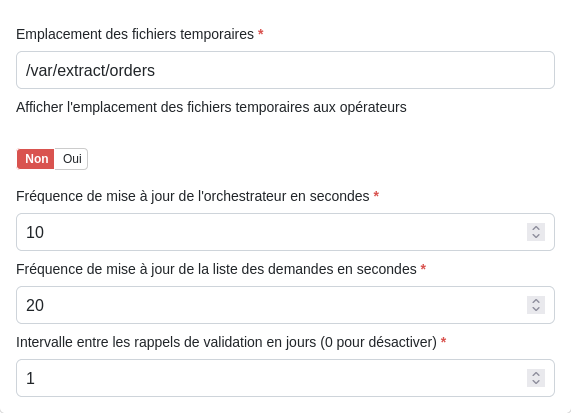 Emplacement des fichiers temporaires *
/var/extract/orders
Afficher l'emplacement des fichiers temporaires aux opérateurs
Non Oui
Fréquence de mise à jour de l'orchestrateur en secondes *
10
Fréquence de mise à jour de la liste des demandes en secondes *
20
Intervalle entre les rappels de validation en jours (0 pour désactiver) *
1